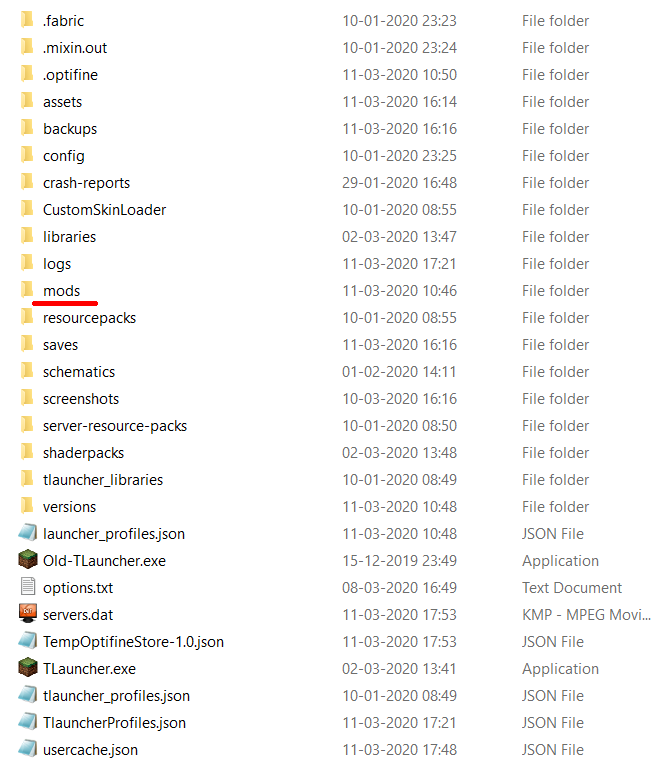 .fabric 10-01-2020 23:23 File folder
.mixin.out 10-01-2020 23:24 File folder
.optifine 11-03-2020 10:50 File folder
assets 11-03-2020 16:14 File folder
backups 11-03-2020 16:16 File folder
config 10-01-2020 23:25 File folder
crash-reports 29-01-2020 16:48 File folder
CustomSkinLoader 10-01-2020 08:55 File folder
libraries 02-03-2020 13:47 File folder
logs 11-03-2020 17:21 File folder
mods 11-03-2020 10:46 File folder
resourcepacks 10-01-2020 08:55 File folder
saves 11-03-2020 16:16 File folder
schematics 01-02-2020 14:11 File folder
screenshots 10-03-2020 16:16 File folder
server-resource-packs 10-01-2020 08:50 File folder
shaderpacks 02-03-2020 13:48 File folder
tlauncher_libraries 10-01-2020 08:49 File folder
versions 11-03-2020 10:48 File folder
launcher_profiles.json 11-03-2020 10:48 JSON File
Old-TLauncher.exe 15-12-2019 23:49 Application
options.txt 08-03-2020 16:49 Text Document
servers.dat 11-03-2020 17:53 KMP - MPEG Movi...
TempOptifineStore-1.0.json 11-03-2020 17:53 JSON File
TLauncher.exe 02-03-2020 13:41 Application
tlauncher_profiles.json 10-01-2020 08:49 JSON File
TlauncherProfiles.json 11-03-2020 17:21 JSON File
usercache.json 11-03-2020 17:48 JSON File